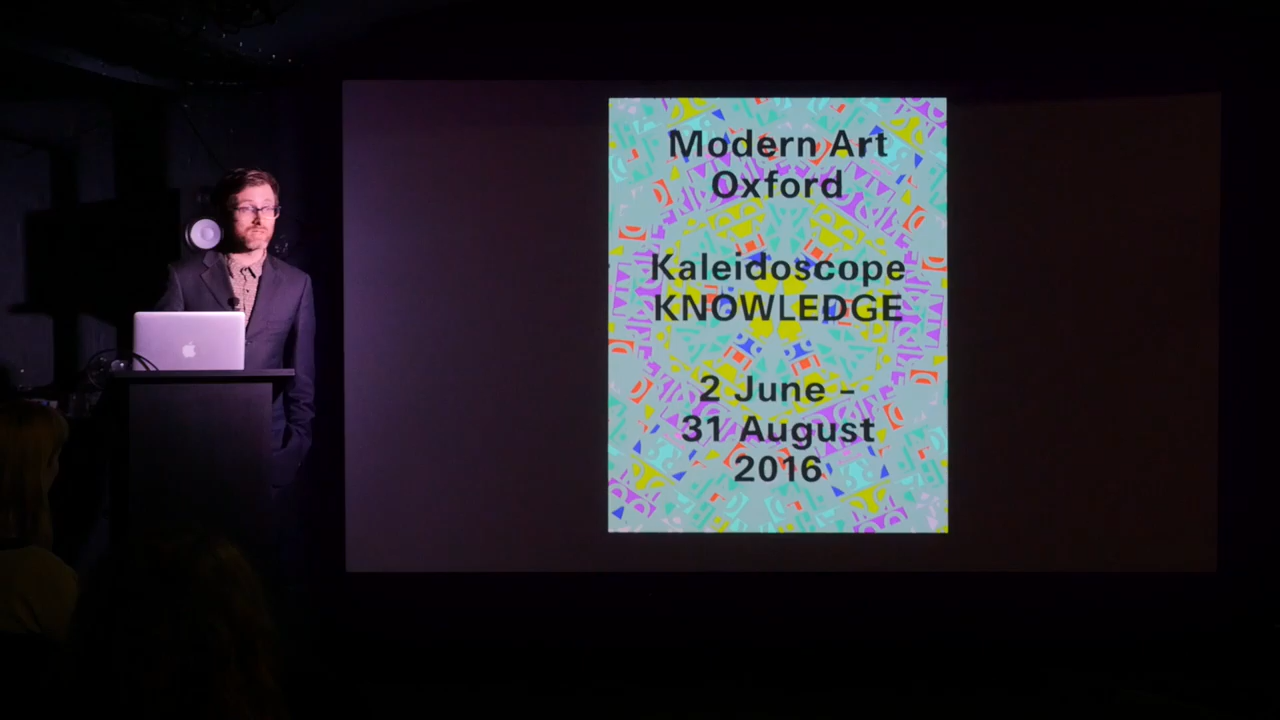 Modern Art
Oxford
Kaleidoscope
KNOWLEDGE
2 June –
31 August
2016